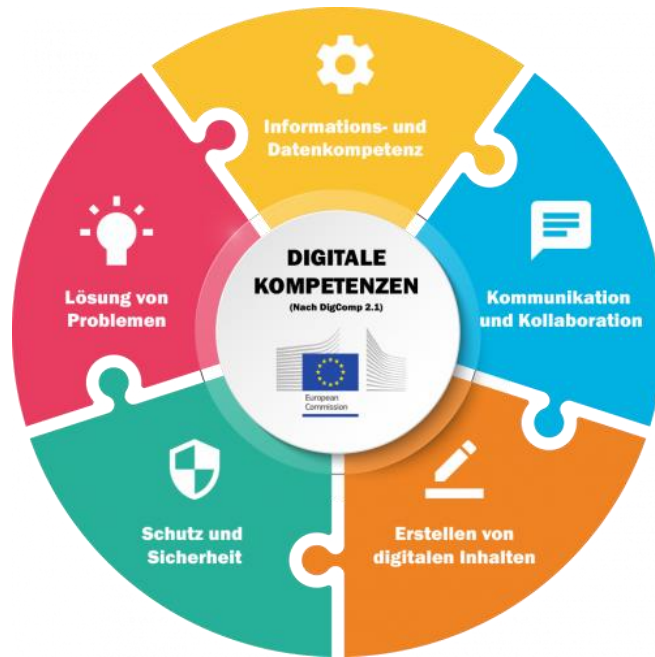 Informations- und
Datenkompetenz
Kommunikation
und Kollaboration
Erstellen von
digitalen Inhalten
Schutz und
Sicherheit
Lösung von
Problemen
DIGITALE
KOMPETENZEN
(Nach DigComp 2.1)
European
Commission